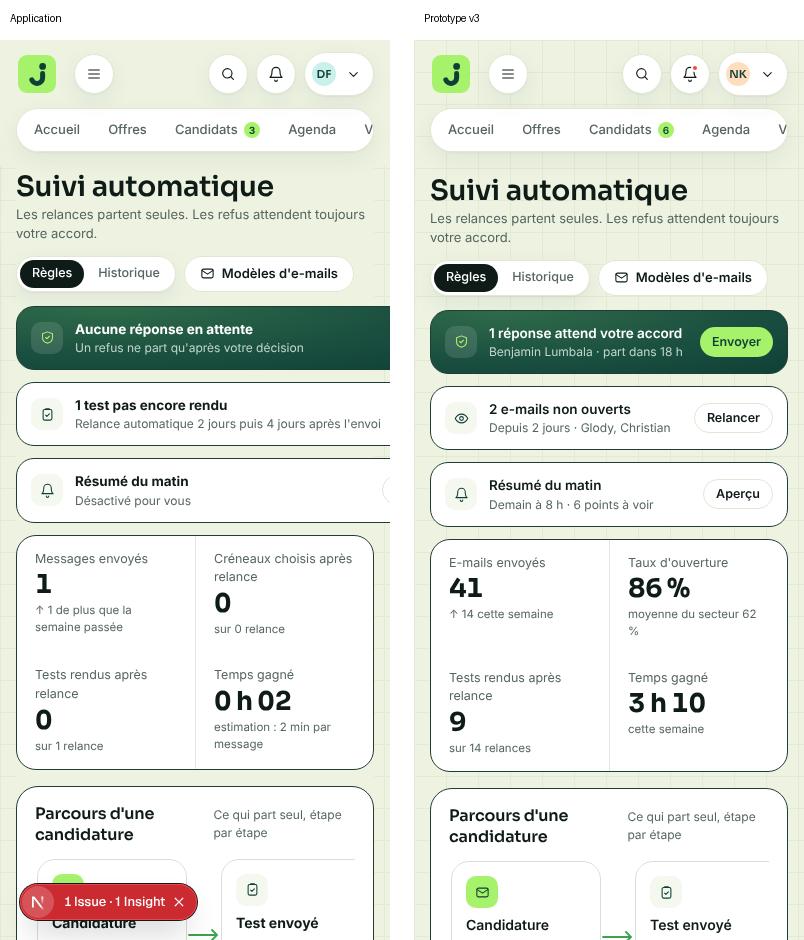 Application
DF
Accueil Offres Candidats 3 Agenda V
Suivi automatique
Les relances partent seules. Les refus attendent toujours
votre accord.
Règles Historique Modèles d'e-mails
Aucune réponse en attente
Un refus ne part qu'après votre décision
1 test pas encore rendu
Relance automatique 2 jours puis 4 jours après l'envoi
Résumé du matin
Désactivé pour vous
Messages envoyés
1
↑ 1 de plus que la
semaine passée
Créneaux choisis après
relance
0
sur 0 relance
Tests rendus après
relance
0
sur 1 relance
Temps gagné
0 h 02
estimation : 2 min par
message
Parcours d'une
candidature
Ce qui part seul, étape
par étape
N 1 Issue · 1 Insight
Candidature
Test envoyé
Prototype v3
NK
Accueil Offres Candidats 6 Agenda V
Suivi automatique
Les relances partent seules. Les refus attendent toujours
votre accord.
Règles Historique Modèles d'e-mails
1 réponse attend votre accord
Benjamin Lumbala · part dans 18 h
Envoyer
2 e-mails non ouverts
Depuis 2 jours · Glody, Christian
Relancer
Résumé du matin
Demain à 8 h · 6 points à voir
Aperçu
E-mails envoyés
41
↑ 14 cette semaine
Taux d'ouverture
86 %
moyenne du secteur 62
%
Tests rendus après
relance
9
sur 14 relances
Temps gagné
3 h 10
cette semaine
Parcours d'une
candidature
Ce qui part seul, étape
par étape
Candidature
Test envoyé